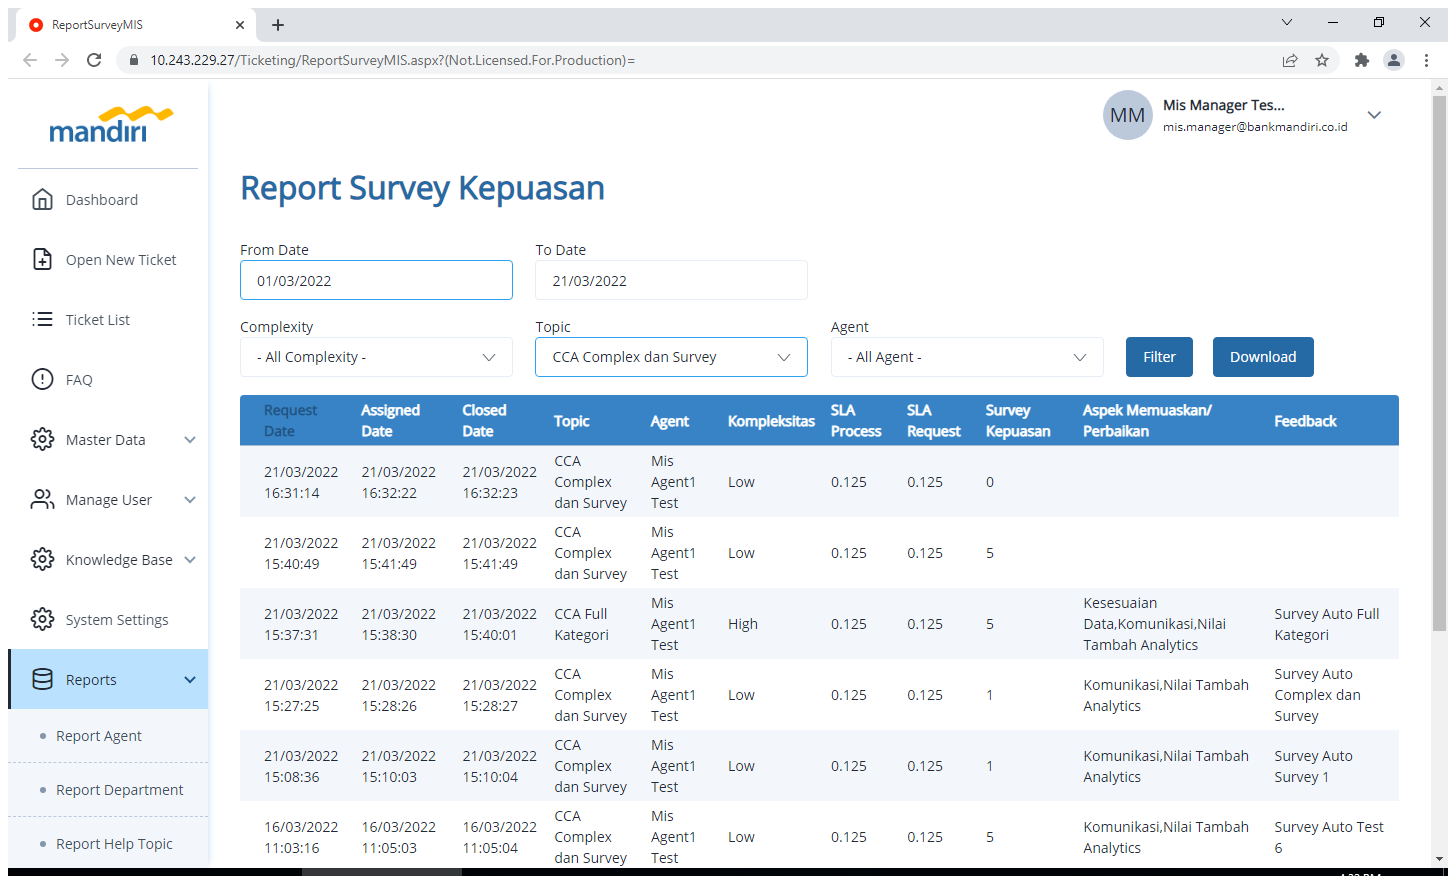 ReportSurveyMIS
10.243.229.27/Ticketing/ReportSurveyMIS.aspx?(Not.Licensed.For.Production)=
mandiri
MM
Mis Manager Tes...
mis.manager@bankmandiri.co.id
Dashboard
Open New Ticket
Ticket List
FAQ
Master Data
Manage User
Knowledge Base
System Settings
Reports
Report Agent
Report Department
Report Help Topic
Report Survey Kepuasan
From Date
To Date
01/03/2022
21/03/2022
Complexity
Topic
Agent
- All Complexity -
CCA Complex dan Survey
- All Agent -
Filter
Download
Request Date
Assigned Date
Closed Date
Topic
Agent
Kompleksitas
SLA Process
SLA Request
Survey Kepuasan
Aspek Memuaskan/ Perbaikan
Feedback
21/03/2022 16:31:14
21/03/2022 16:32:22
21/03/2022 16:32:23
CCA Complex dan Survey
Mis Agent1 Test
Low
0.125
0.125
0
21/03/2022 15:40:49
21/03/2022 15:41:49
21/03/2022 15:41:49
CCA Complex dan Survey
Mis Agent1 Test
Low
0.125
0.125
5
21/03/2022 15:37:31
21/03/2022 15:38:30
21/03/2022 15:40:01
CCA Full Kategori
Mis Agent1 Test
High
0.125
0.125
5
Kesesuaian Data,Komunikasi,Nilai Tambah Analytics
Survey Auto Full Kategori
21/03/2022 15:27:25
21/03/2022 15:28:26
21/03/2022 15:28:27
CCA Complex dan Survey
Mis Agent1 Test
Low
0.125
0.125
1
Komunikasi,Nilai Tambah Analytics
Survey Auto Complex dan Survey
21/03/2022 15:08:36
21/03/2022 15:10:03
21/03/2022 15:10:04
CCA Complex dan Survey
Mis Agent1 Test
Low
0.125
0.125
1
Komunikasi,Nilai Tambah Analytics
Survey Auto Survey 1
16/03/2022 11:03:16
16/03/2022 11:05:03
16/03/2022 11:05:04
CCA Complex dan Survey
Mis Agent1 Test
Low
0.125
0.125
5
Komunikasi,Nilai Tambah Analytics
Survey Auto Test 6